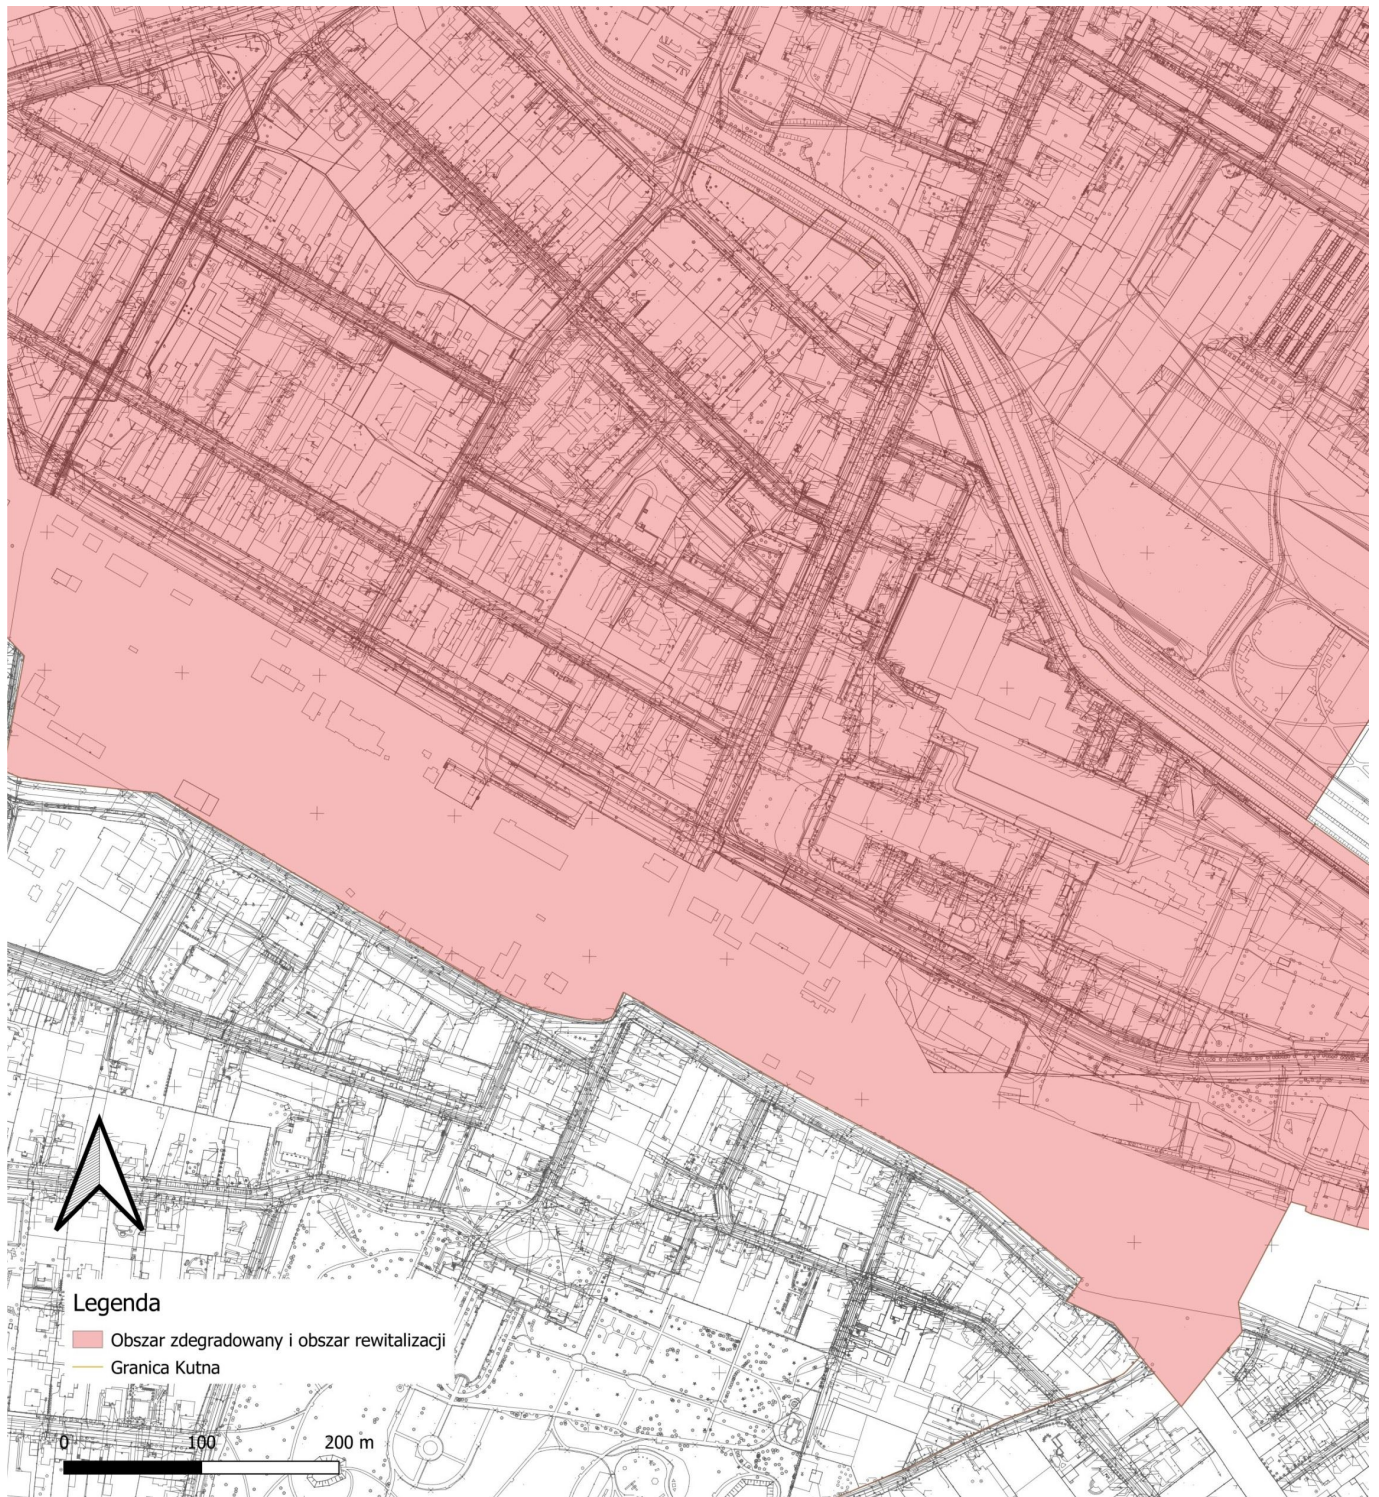 Legenda
Obszar zdegradowany i obszar rewitalizacji
Granica Kutna
0 100 200 m